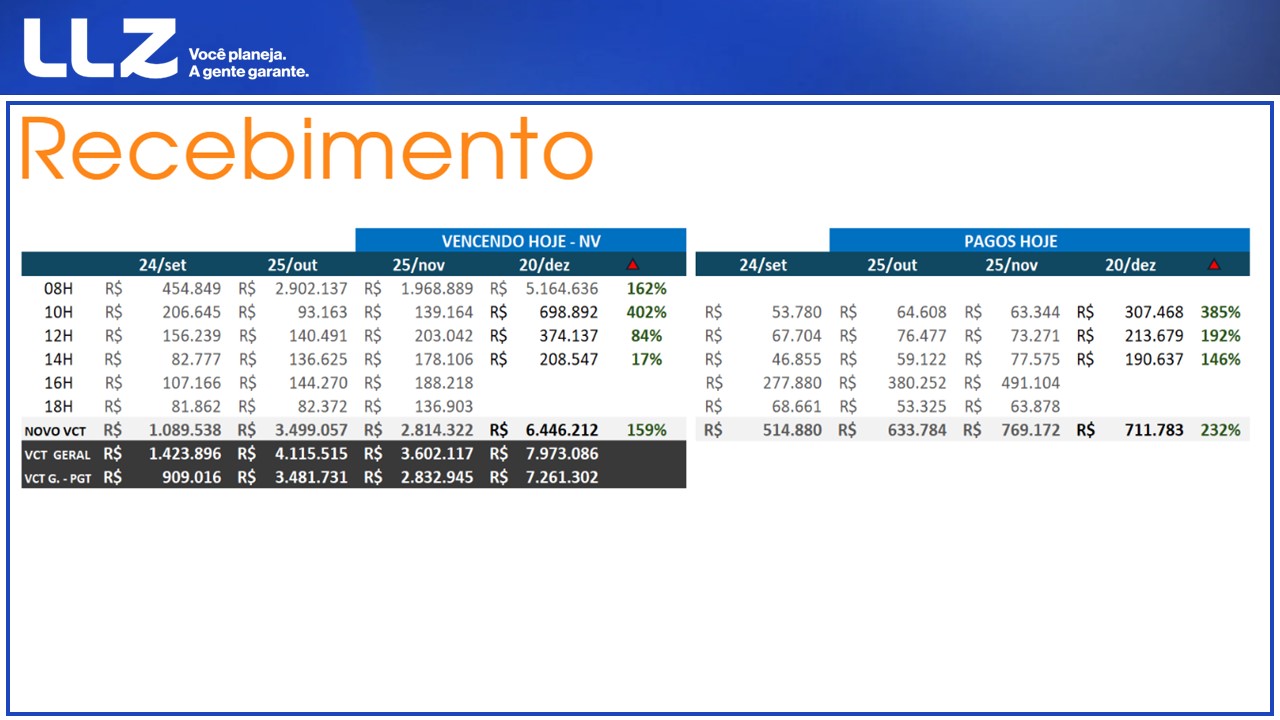 LLZ
Você planeja.
A gente garante.
Recebimento
VENCENDO HOJE - NV PAGOS HOJE
24/set 25/out 25/nov 20/dez 24/set 25/out 25/nov 20/dez
08H R$ 454.849 R$ 2.902.137 R$ 1.968.889 R$ 5.164.636 162%
10H R$ 206.645 R$ 93.163 R$ 139.164 R$ 698.892 402% R$ 53.780 R$ 64.608 R$ 63.344 R$ 307.468 385%
12H R$ 156.239 R$ 140.491 R$ 203.042 R$ 374.137 84% R$ 67.704 R$ 76.477 R$ 73.271 R$ 213.679 192%
14H R$ 82.777 R$ 136.625 R$ 178.106 R$ 208.547 17% R$ 46.855 R$ 59.122 R$ 77.575 R$ 190.637 146%
16H R$ 107.166 R$ 144.270 R$ 188.218 R$ 277.880 R$ 380.252 R$ 491.104
18H R$ 81.862 R$ 82.372 R$ 136.903 R$ 68.661 R$ 53.325 R$ 63.878
NOVO VCT R$ 1.089.538 R$ 3.499.057 R$ 2.814.322 R$ 6.446.212 159% R$ 514.880 R$ 633.784 R$ 769.172 R$ 711.783 232%
VCT GERAL R$ 1.423.896 R$ 4.115.515 R$ 3.602.117 R$ 7.973.086
VCT G. - PGT R$ 909.016 R$ 3.481.731 R$ 2.832.945 R$ 7.261.302